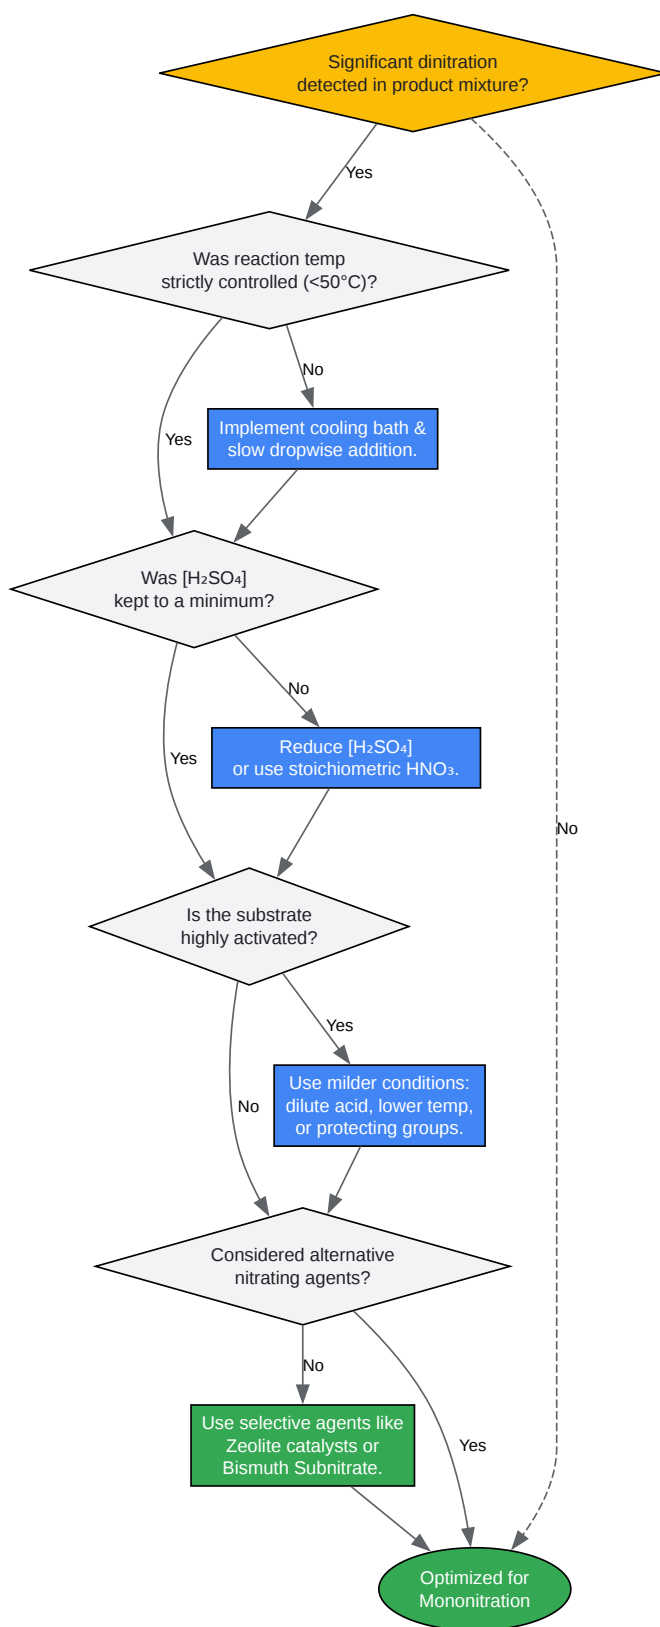 Significant dinitration
detected in product mixture?
Yes
Was reaction temp
strictly controlled (<50°C)?
No
Implement cooling bath &
slow dropwise addition.
Yes
Was [H₂SO₄]
kept to a minimum?
No
Reduce [H₂SO₄]
or use stoichiometric HNO₃.
Yes
No
Is the substrate
highly activated?
Yes
Use milder conditions:
dilute acid, lower temp,
or protecting groups.
No
Considered alternative
nitrating agents?
No
Use selective agents like
Zeolite catalysts or
Bismuth Subnitrate.
Yes
Optimized for
Mononitration